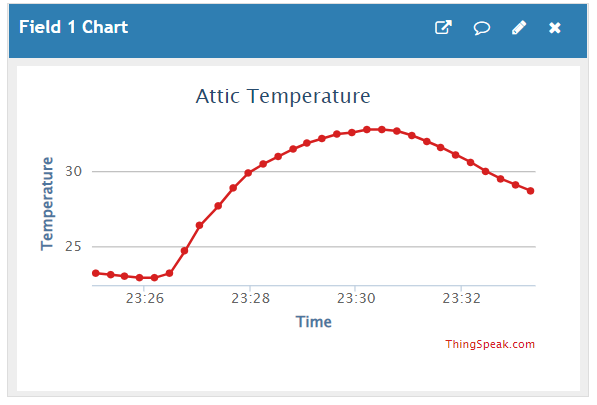 Field 1 Chart
Attic Temperature
Temperature
30
25
23:26 23:28 23:30 23:32
Time
ThingSpeak.com